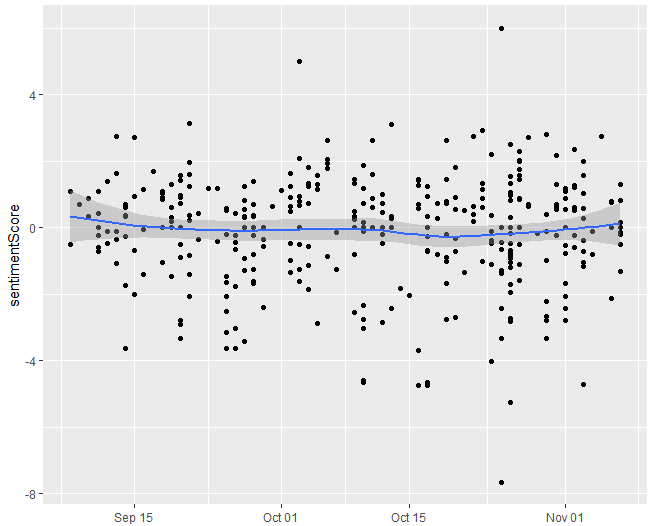 4
0
-4
-8
sentimentScore
Sep 15
Oct 01
Oct 15
Nov 01